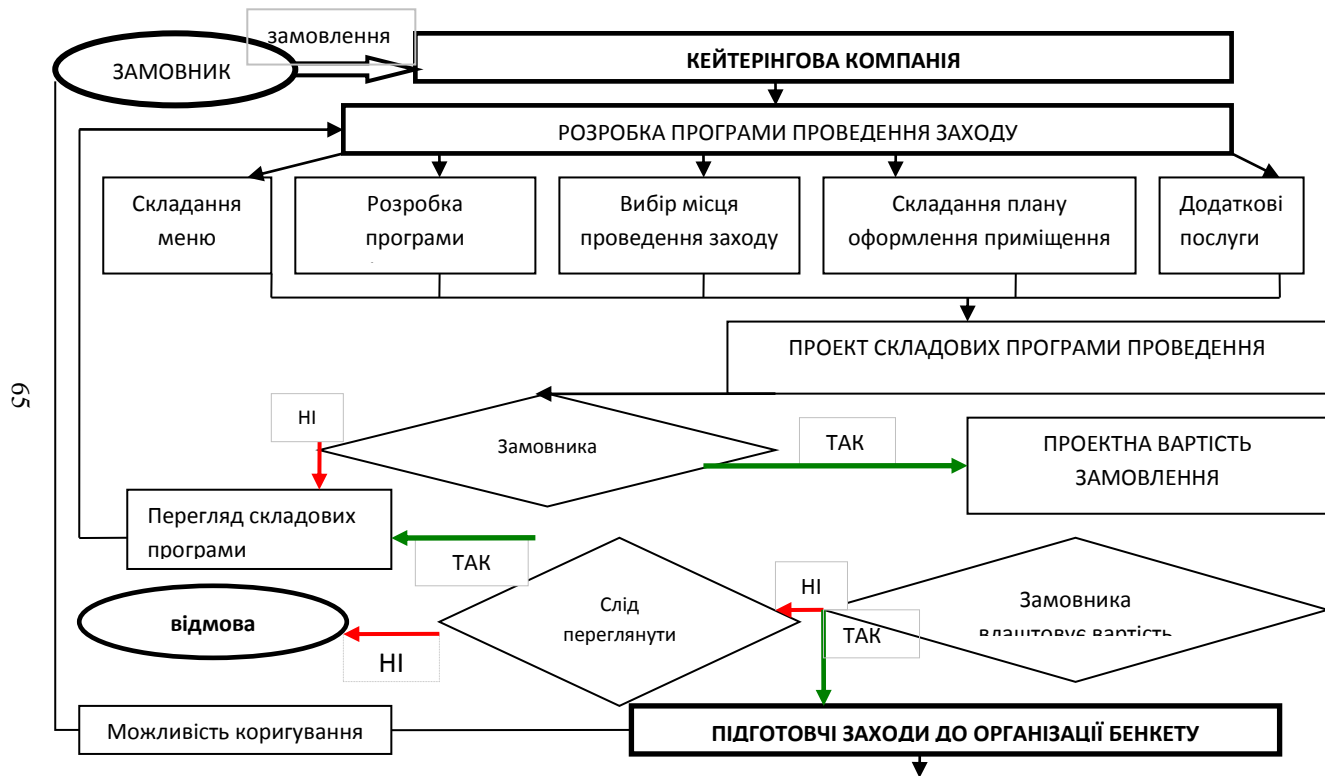 замовлення
ЗАМОВНИК
КЕЙТЕРІНГОВА КОМПАНІЯ
РОЗРОБКА ПРОГРАМИ ПРОВЕДЕННЯ ЗАХОДУ
Складання
меню
Розробка
програми
Вибір місця
проведення заходу
Складання плану
оформлення приміщення
Додаткові
послуги
ПРОЕКТ СКЛАДОВИХ ПРОГРАМИ ПРОВЕДЕННЯ
65
НІ
Замовника
ТАК
ПРОЕКТНА ВАРТІСТЬ
ЗАМОВЛЕННЯ
Перегляд складових
програми
ТАК
Слід
переглянути
НІ
ТАК
Замовника
влаштовує вартість
відмова
НІ
Можливість коригування
ПІДГОТОВЧІ ЗАХОДИ ДО ОРГАНІЗАЦІЇ БЕНКЕТУ